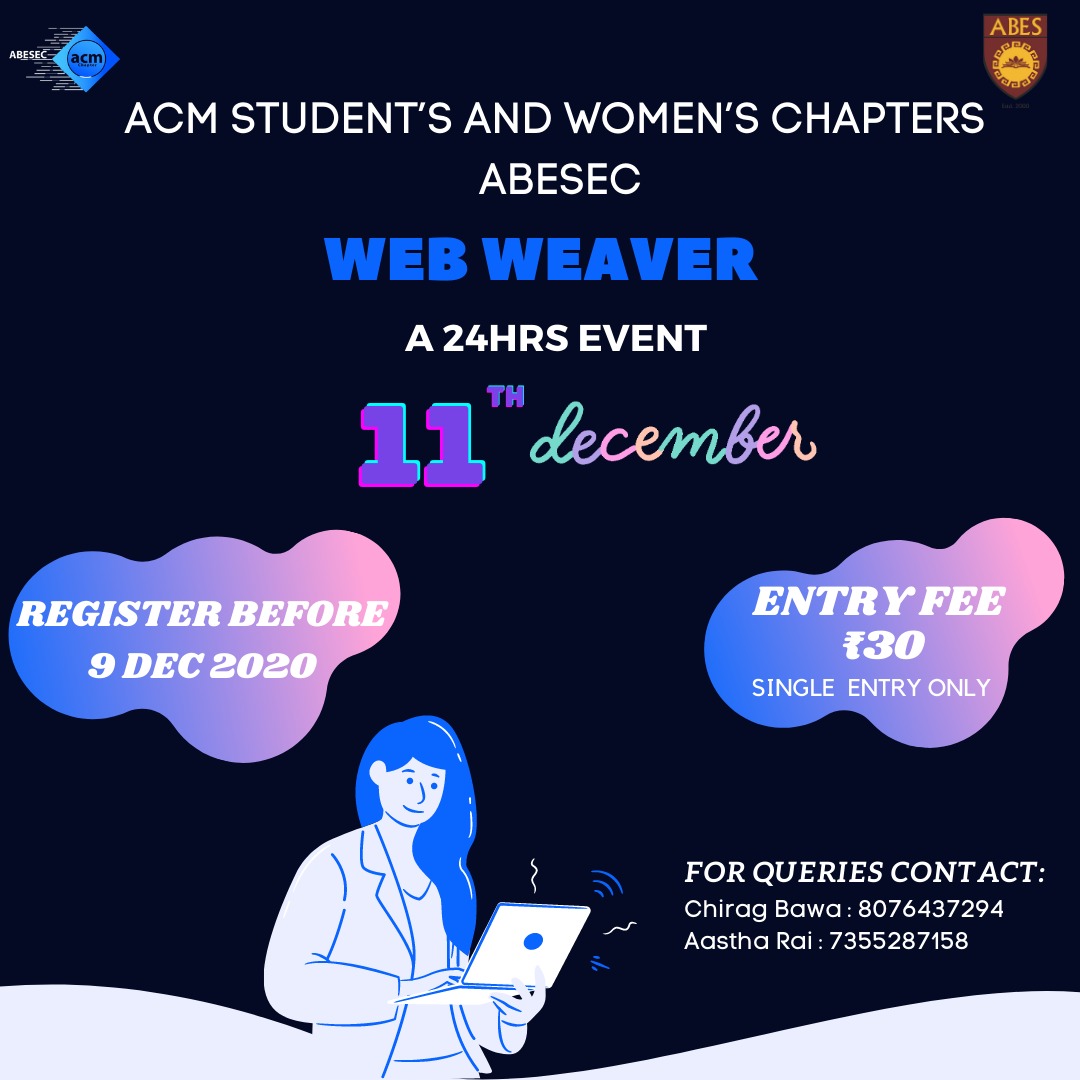 ABESEC
acm
Chapter
ABES
ACM STUDENT'S AND WOMEN'S CHAPTERS
ABESEC
WEB WEAVER
A 24HRS EVENT
11TH december
REGISTER BEFORE
9 DEC 2020
ENTRY FEE
₹30
SINGLE ENTRY ONLY
FOR QUERIES CONTACT:
Chirag Bawa : 8076437294
Aastha Rai : 7355287158